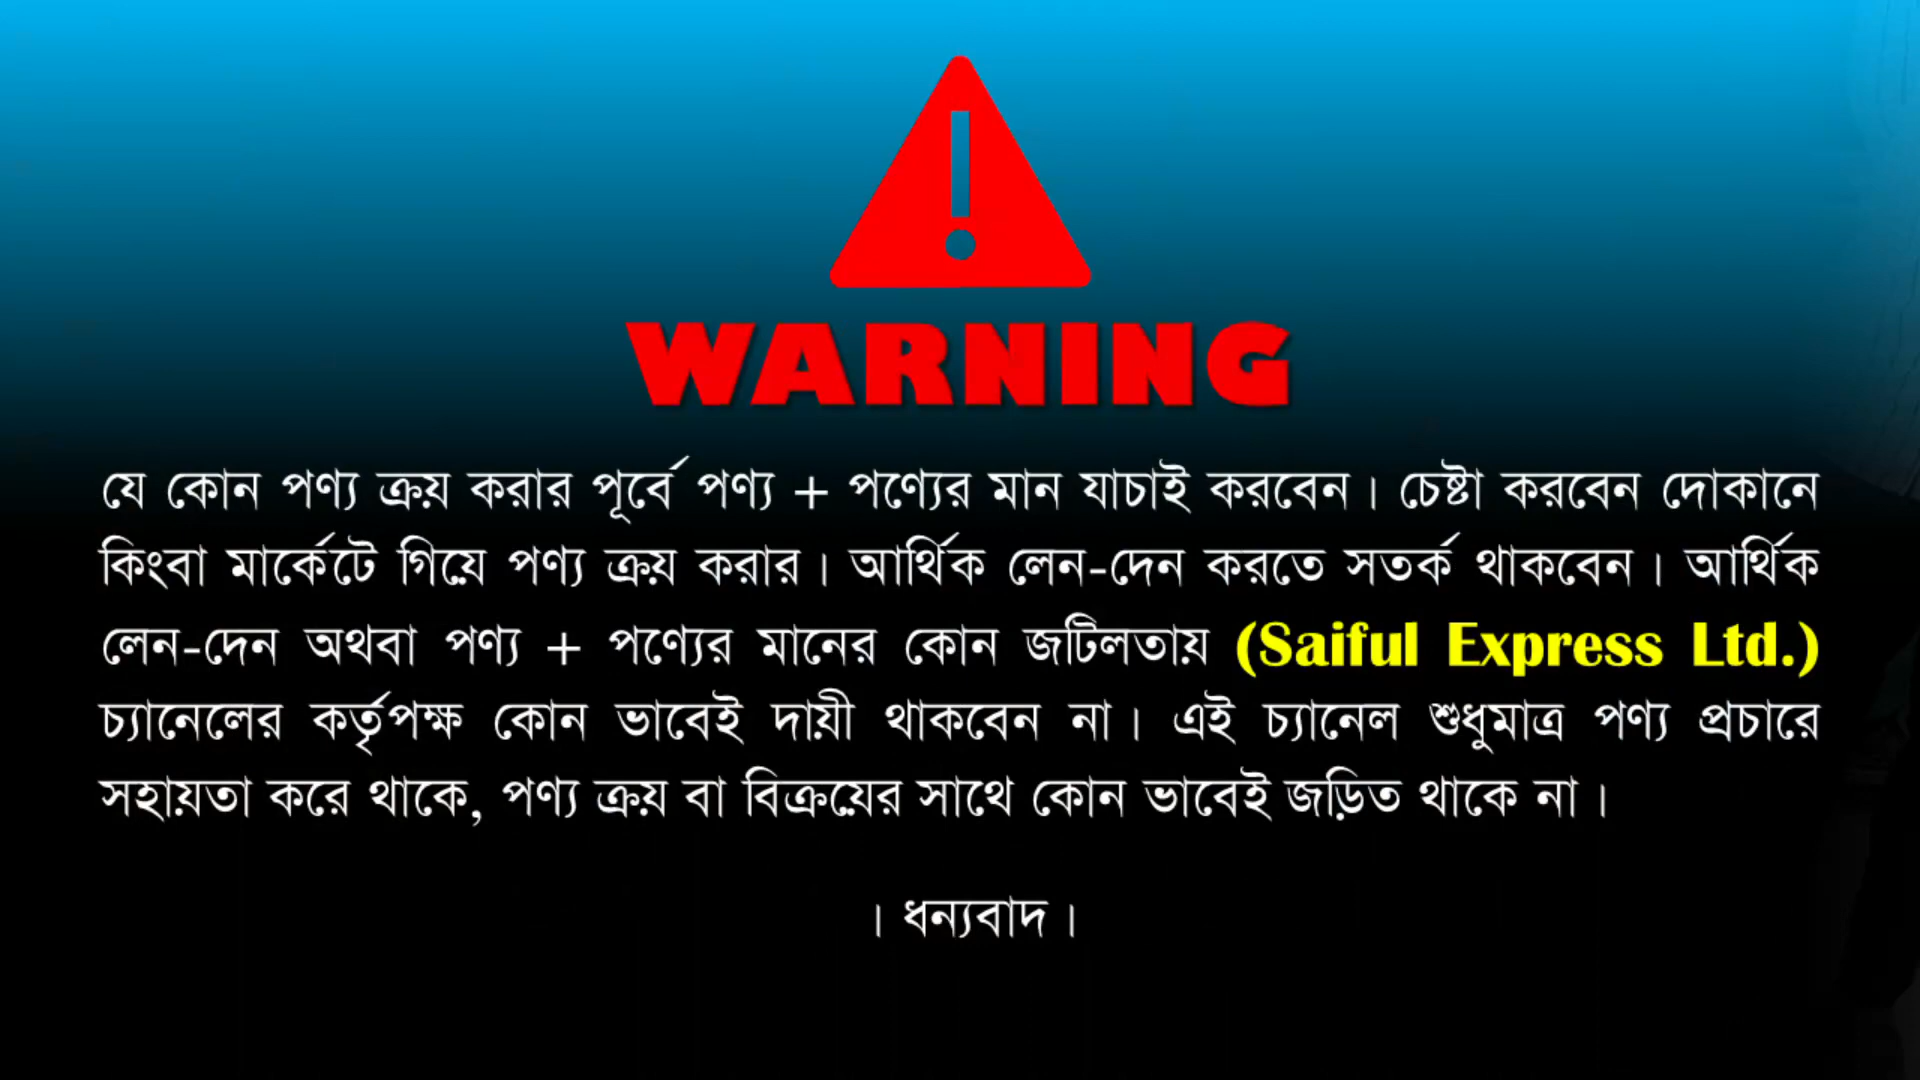 WARNING
যে কোন পণ্য ক্রয় করার পূর্বে পণ্য + পণ্যের মান যাচাই করবেন। চেষ্টা করবেন দোকানে
কিংবা মার্কেটে গিয়ে পণ্য ক্রয় করার। আর্থিক লেন-দেন করতে সতর্ক থাকবেন। আর্থিক
লেন-দেন অথবা পণ্য + পণ্যের মানের কোন জটিলতায় (Saiful Express Ltd.)
চ্যানেলের কর্তৃপক্ষ কোন ভাবেই দায়ী থাকবেন না। এই চ্যানেল শুধুমাত্র পণ্য প্রচারে
সহায়তা করে থাকে, পণ্য ক্রয় বা বিক্রয়ের সাথে কোন ভাবেই জড়িত থাকে না।
। ধন্যবাদ।